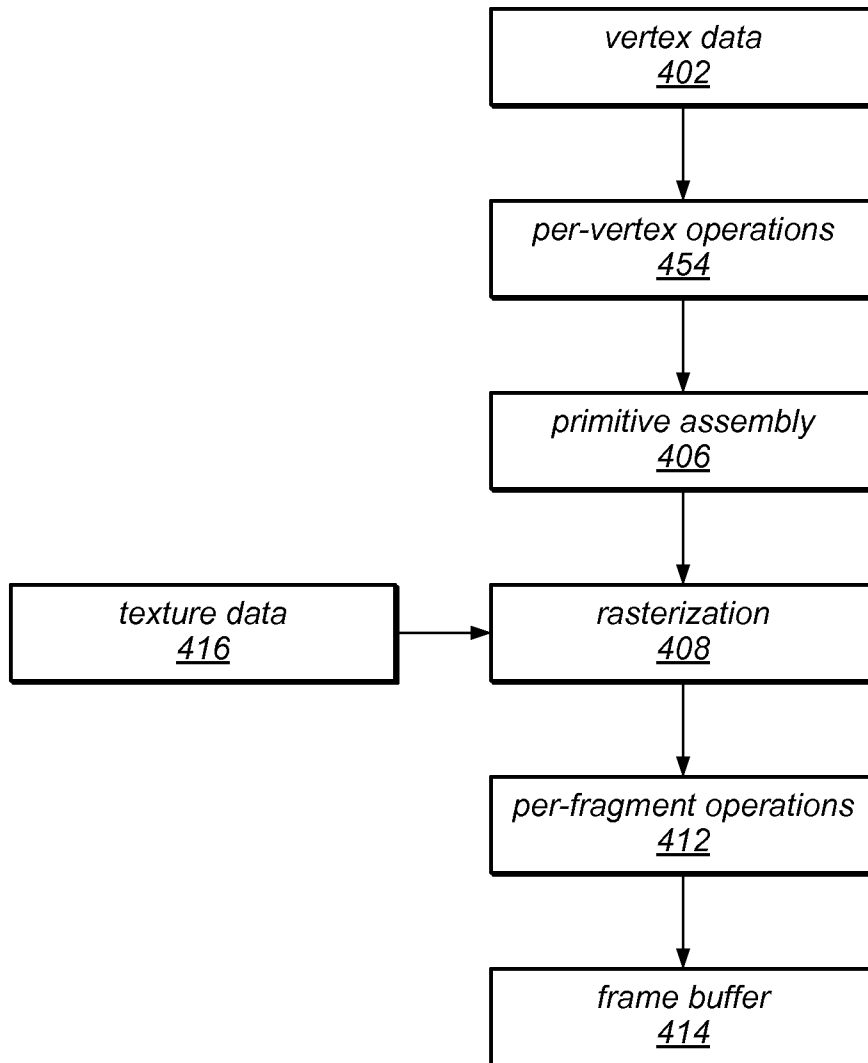 vertex data
402
per-vertex operations
454
primitive assembly
406
texture data
416
rasterization
408
per-fragment operations
412
frame buffer
414